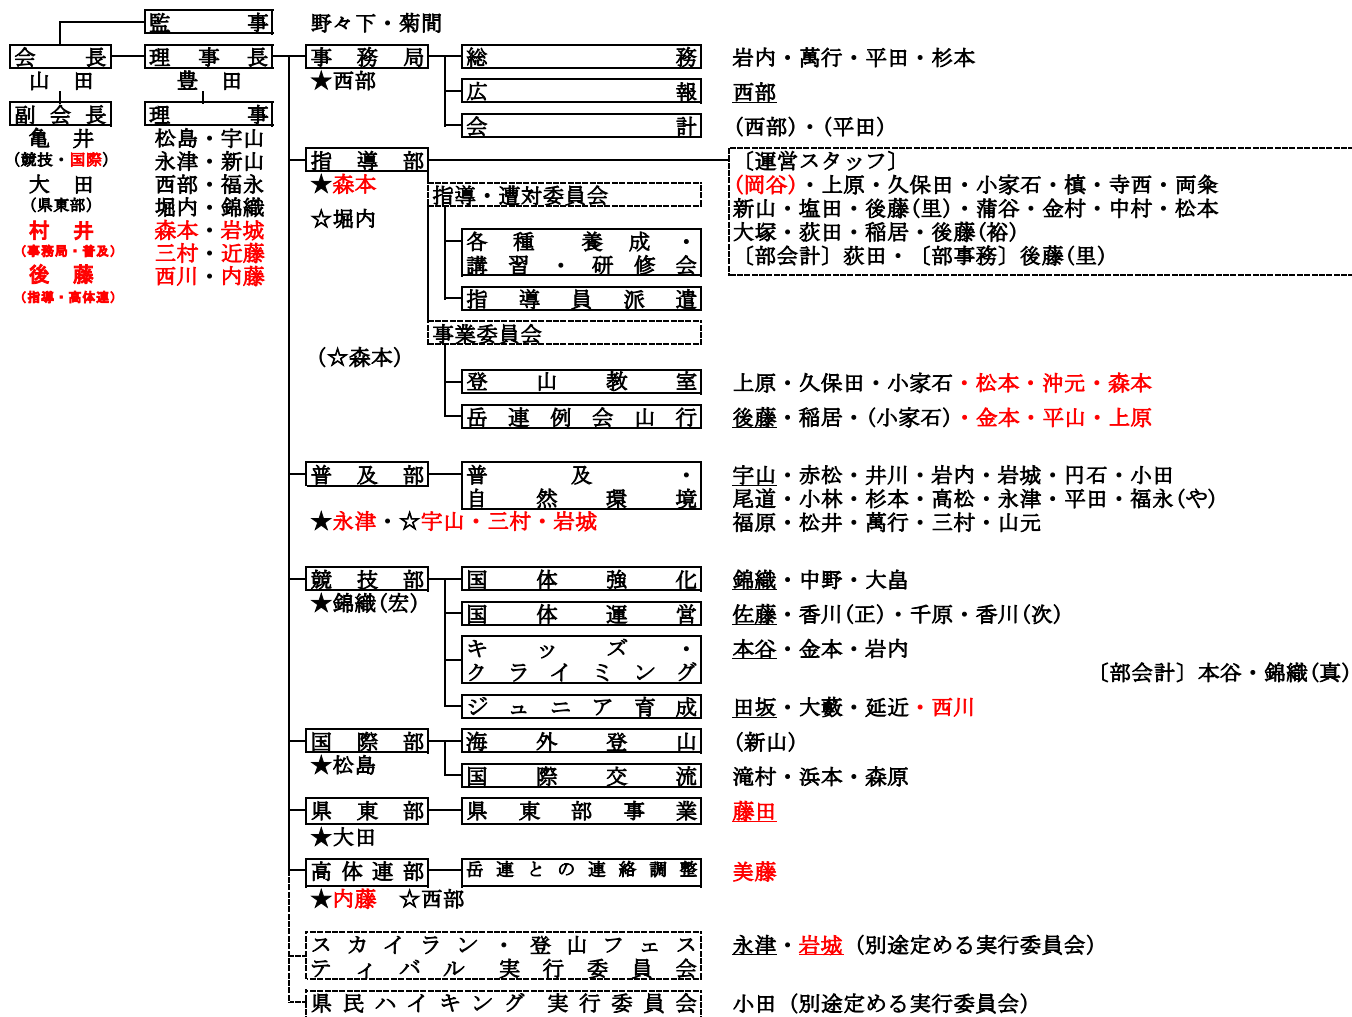 監事 野々下・菊間
会長 理事長 事務局 総務 岩内・萬行・平田・杉本
山田 豊田 ★西部
広報 西部
副会長 理事
会計 (西部)・(平田)
亀井 松島・宇山
(競技・国際) 永津・新山
大田 西部・福永
(県東部) 堀内・錦織
村井 森本・岩城
(事務局・普及) 三村・近藤
後藤 西川・内藤
(指導・高体連)
指導部 〔運営スタッフ〕
★森本 (岡谷)・上原・久保田・小家石・槙・寺西・両粂
指導・遭対委員会
☆堀内 新山・塩田・後藤(里)・蒲谷・金村・中村・松本
各種養成・ 大塚・荻田・稲居・後藤(裕)
講習・研修会 〔部会計〕荻田・〔部事務〕後藤(里)
指導員派遣
事業委員会
(☆森本)
登山教室 上原・久保田・小家石・松本・沖元・森本
岳連例会山行 後藤・稲居・(小家石)・金本・平山・上原
普及部 普及・ 宇山・赤松・井川・岩内・岩城・円石・小田
自然環境 尾道・小林・杉本・高松・永津・平田・福永(や)
★永津・☆宇山・三村・岩城 福原・松井・萬行・三村・山元
競技部 国体強化 錦織・中野・大畠
★錦織(宏)
国体運営 佐藤・香川(正)・千原・香川(次)
キッズ・ 本谷・金本・岩内
クライミング 〔部会計〕本谷・錦織(真)
ジュニア育成 田坂・大藪・延近・西川
国際部 海外登山 (新山)
★松島
国際交流 滝村・浜本・森原
県東部 県東部事業 藤田
★大田
高体連部 岳連との連絡調整 美藤
★内藤 ☆西部
スカイラン・登山フェス 永津・岩城 (別途定める実行委員会)
ティバル 実行委員会
県民ハイキング 実行委員会 小田 (別途定める実行委員会)